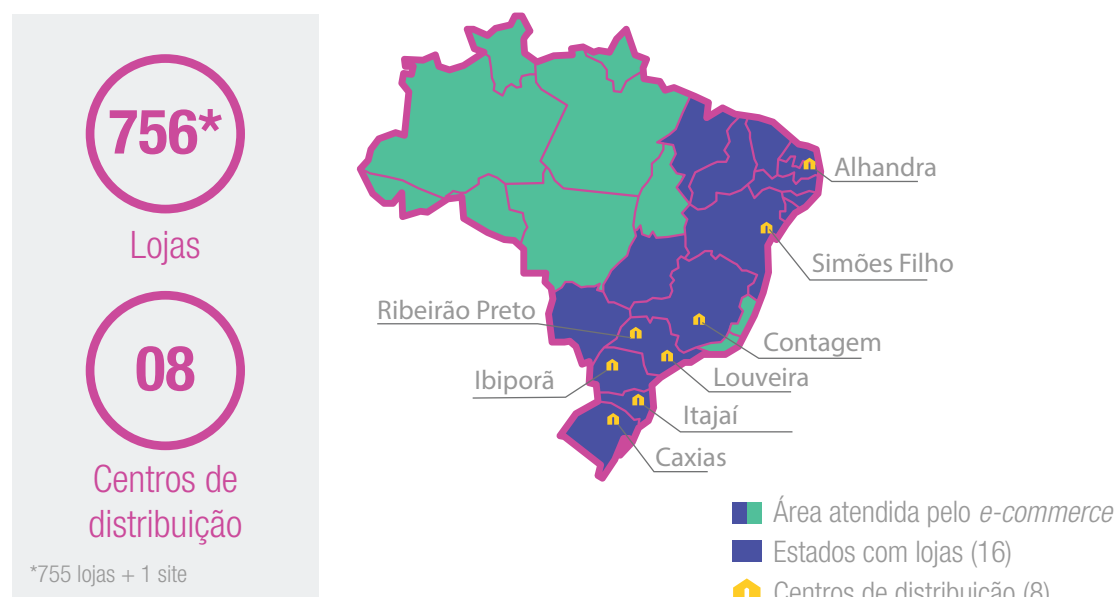 756*
Lojas
08
Centros de
distribuição
*755 lojas + 1 site
Alhandra
Simões Filho
Ribeirão Preto
Contagem
Ibiporã
Louveira
Itajaí
Caxias
Área atendida pelo e-commerce
Estados com lojas (16)
Centros de distribuição (8)